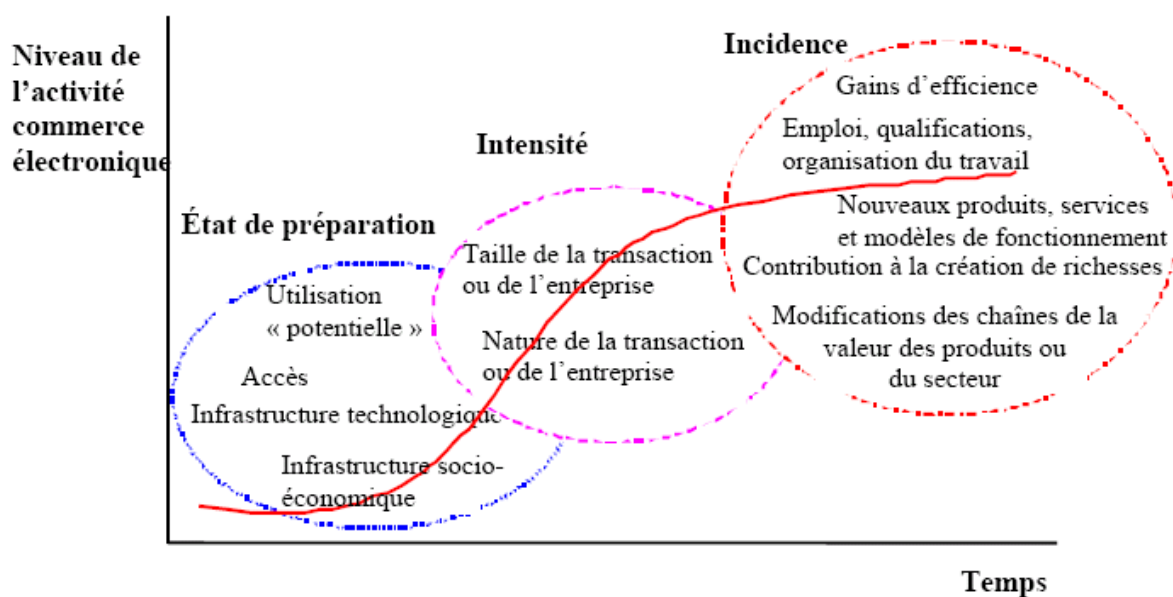 Niveau de
l'activité
commerce
électronique
État de préparation
Utilisation
« potentielle »
Accès
Infrastructure technologique
Infrastructure socio-
économique
Intensité
Taille de la transaction
ou de l'entreprise
Nature de la transaction
ou de l'entreprise
Incidence
Gains d'efficience
Emploi, qualifications,
organisation du travail
Nouveaux produits, services
et modèles de fonctionnement
Contribution à la création de richesses
Modifications des chaînes de la
valeur des produits ou
du secteur
Temps